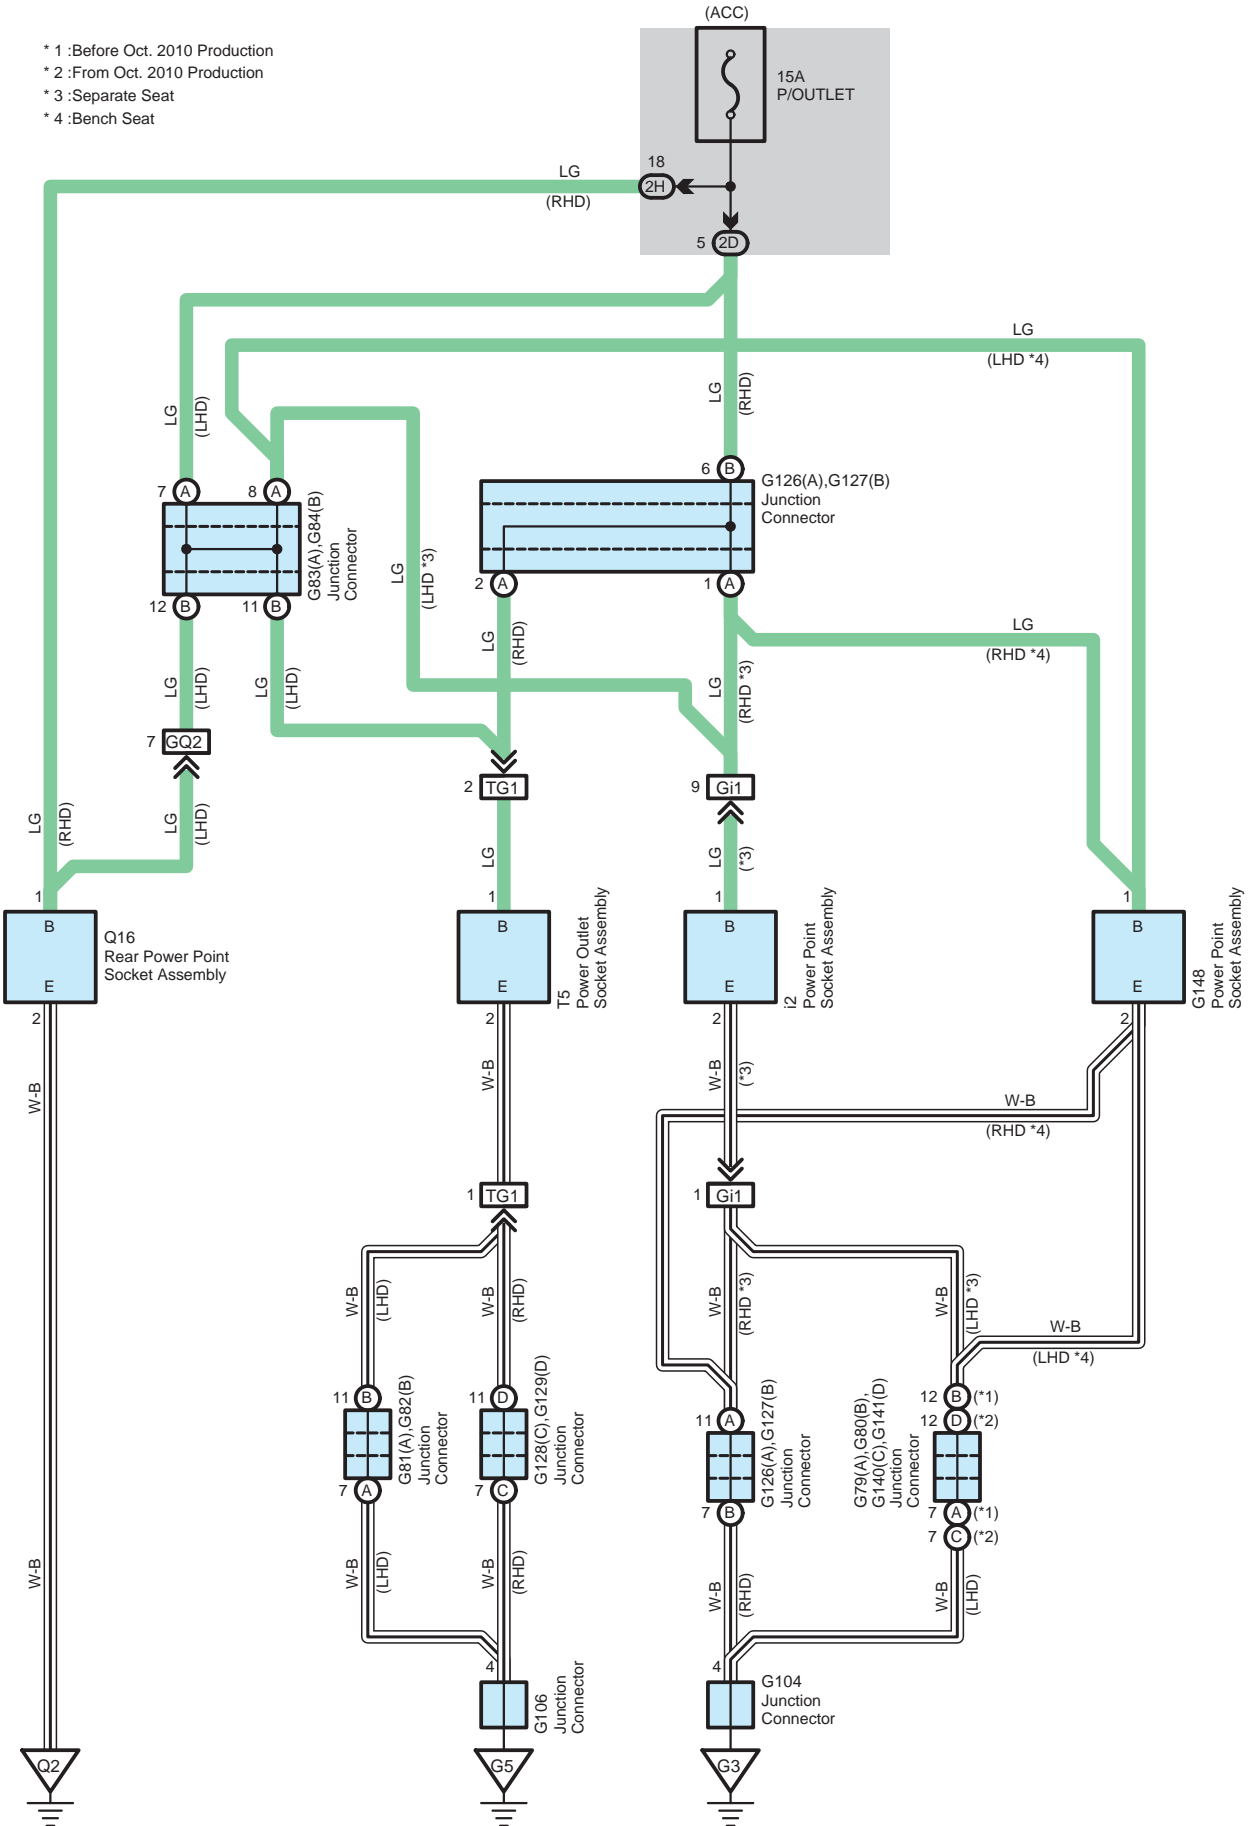 (ACC)
* 1 :Before Oct. 2010 Production
* 2 :From Oct. 2010 Production
* 3 :Separate Seat
* 4 :Bench Seat
15A
P/OUTLET
18
2H
LG
(RHD)
5
2D
LG
(LHD *4)
LG
(LHD)
LG
(RHD)
7
A
8
A
G83(A),G84(B)
Junction
Connector
12
B
11
B
6
B
G126(A),G127(B)
Junction
Connector
LG
(LHD *3)
2
A
1
A
LG
(RHD)
LG
(RHD *4)
LG
(LHD)
LG
(LHD)
LG
(RHD *3)
7
GQ2
2
TG1
9
Gi1
LG
(RHD)
LG
(LHD)
LG
LG
(*3)
1
B
E
2
Q16
Rear Power Point
Socket Assembly
1
B
E
2
T5
Power Outlet
Socket Assembly
1
B
E
2
i2
Power Point
Socket Assembly
1
B
E
2
G148
Power Point
Socket Assembly
W-B
W-B
W-B
(*3)
W-B
(RHD *4)
1
TG1
1
Gi1
W-B
(LHD)
W-B
(RHD)
W-B
(RHD *3)
W-B
(LHD *3)
W-B
(LHD *4)
11
B
G81(A),G82(B)
Junction
Connector
7
A
11
D
G128(C),G129(D)
Junction
Connector
7
C
11
A
G126(A),G127(B)
Junction
Connector
7
B
12
B
(*1)
12
D
(*2)
G79(A),G80(B),
G140(C),G141(D)
Junction
Connector
7
A
(*1)
7
C
(*2)
W-B
W-B
(LHD)
W-B
(RHD)
W-B
(RHD)
W-B
(LHD)
4
G106
Junction
Connector
4
G104
Junction
Connector
Q2
G5
G3